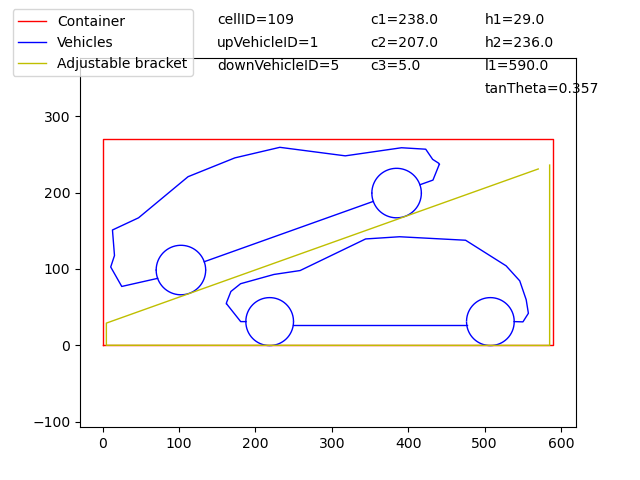 Container
Vehicles
Adjustable bracket
cellID=109
upVehicleID=1
downVehicleID=5
c1=238.0
c2=207.0
c3=5.0
h1=29.0
h2=236.0
l1=590.0
tanTheta=0.357
300
200
100
0
−100
0 100 200 300 400 500 600